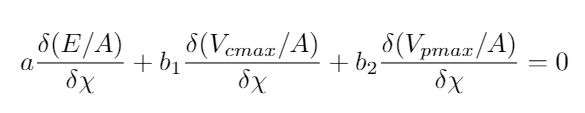 a δ(E/A)/δχ + b₁ δ(V_cmax/A)/δχ + b₂ δ(V_pmax/A)/δχ = 0